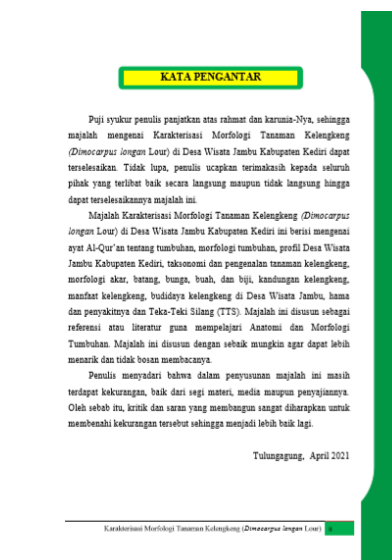 KATA PENGANTAR
Puji syukur penulis panjatkan atas rahmat dan karunia-Nya, sehingga
majalah mengenai Karakterisasi Morfologi Tanaman Kelengkeng
(Dimocarpus longan Lour) di Desa Wisata Jambu Kabupaten Kediri dapat
terselesaikan. Tidak lupa, penulis ucapkan terimakasih kepada seluruh
pihak yang terlibat baik secara langsung maupun tidak langsung hingga
dapat terselesaikannya majalah ini.
Majalah Karakterisasi Morfologi Tanaman Kelengkeng (Dimocarpus
longan Lour) di Desa Wisata Jambu Kabupaten Kediri ini berisi mengenai
ayat Al-Qur’an tentang tumbuhan, morfologi tumbuhan, profil Desa Wisata
Jambu Kabupaten Kediri, taksonomi dan pengenalan tanaman kelengkeng,
morfologi akar, batang, bunga, buah, dan biji, kandungan kelengkeng,
manfaat kelengkeng, budidaya kelengkeng di Desa Wisata Jambu, hama
dan penyakitnya dan Teka-Teki Silang (TTS). Majalah ini disusun sebagai
referensi atau literatur guna mempelajari Anatomi dan Morfologi
Tumbuhan. Majalah ini disusun dengan sebaik mungkin agar dapat lebih
menarik dan tidak bosan membacanya.
Penulis menyadari bahwa dalam penyusunan majalah ini masih
terdapat kekurangan, baik dari segi materi, media maupun penyajiannya.
Oleh sebab itu, kritik dan saran yang membangun sangat diharapkan untuk
membenahi kekurangan tersebut sehingga menjadi lebih baik lagi.
Tulungagung, April 2021
Karakterisasi Morfologi Tanaman Kelengkeng (Dimocarpus longan Lour)